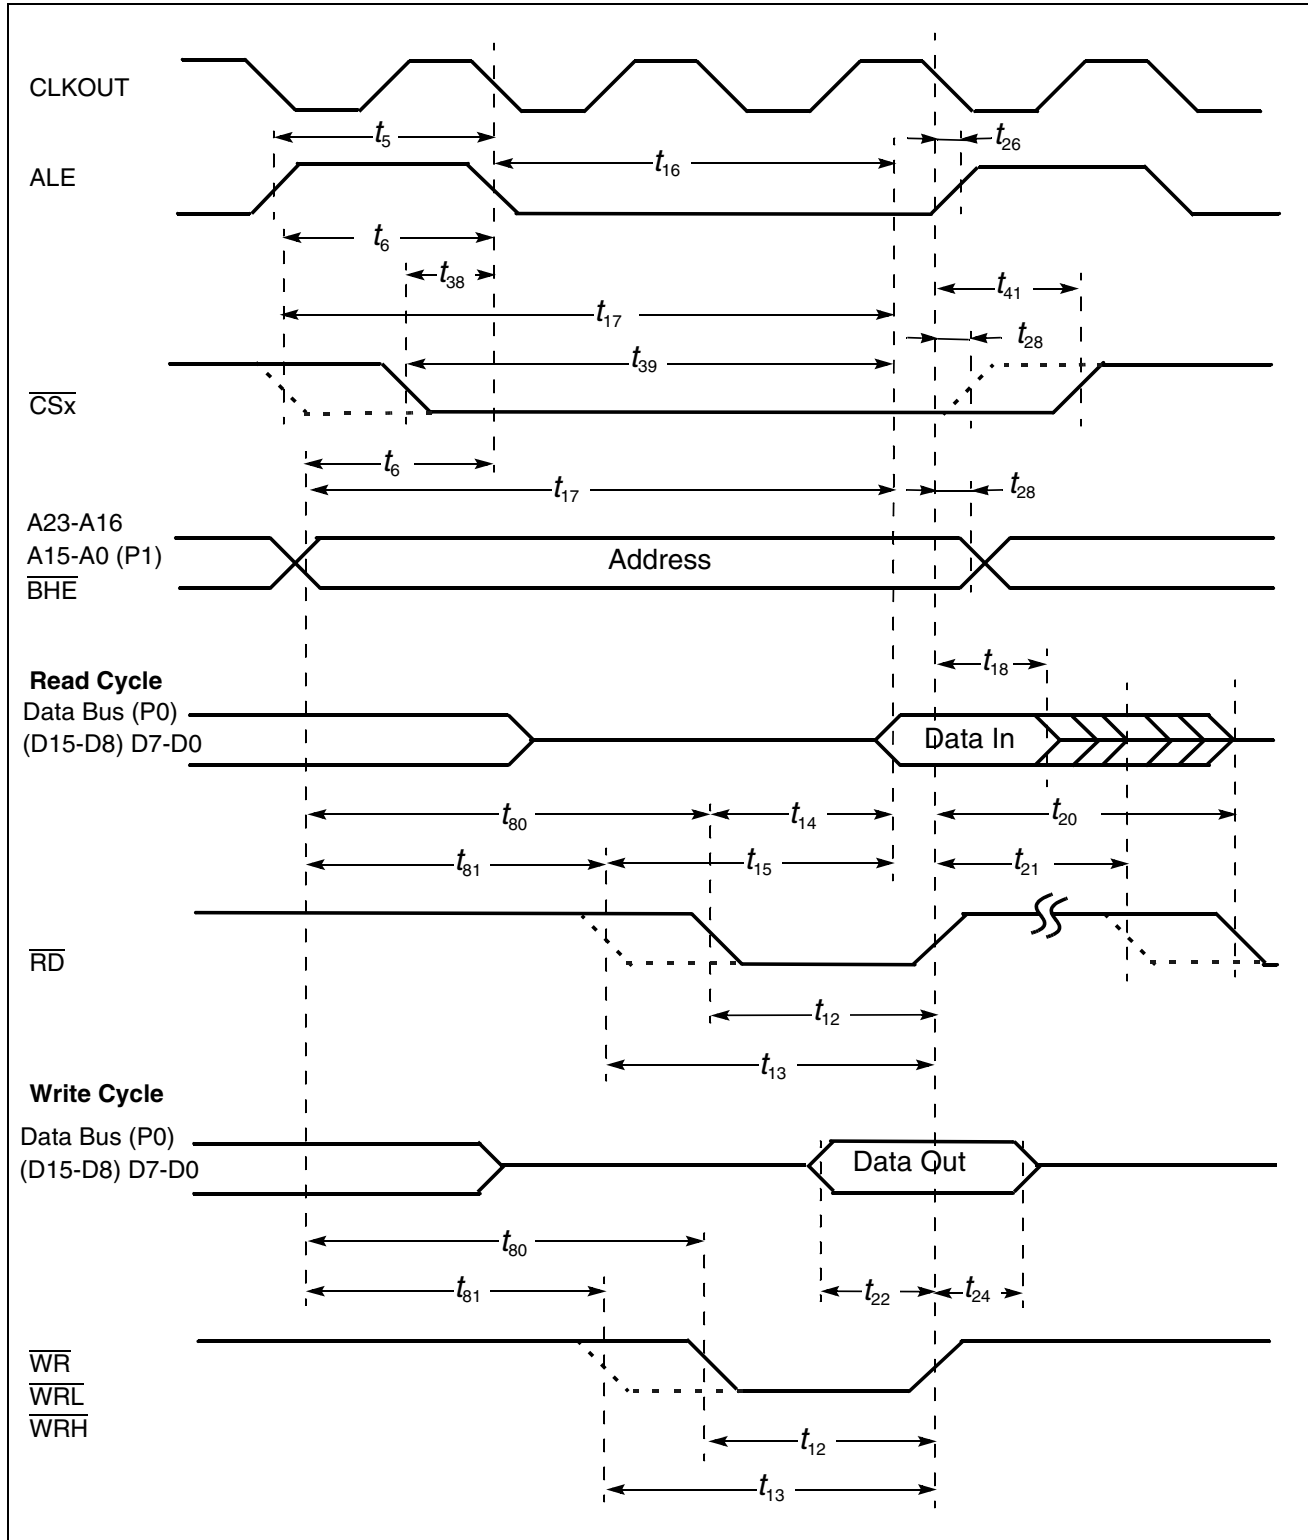 CLKOUT
t5
t26
t16
ALE
t6
t38
t41
t17
t28
t39
CSx
t6
t17
t28
A23-A16
A15-A0 (P1)
Address
BHE
t18
Read Cycle
Data Bus (P0)
(D15-D8) D7-D0
Data In
t80
t14
t20
t81
t15
t21
RD
t12
t13
Write Cycle
Data Bus (P0)
(D15-D8) D7-D0
Data Out
t80
t81
t22
t24
WR
WRL
WRH
t12
t13